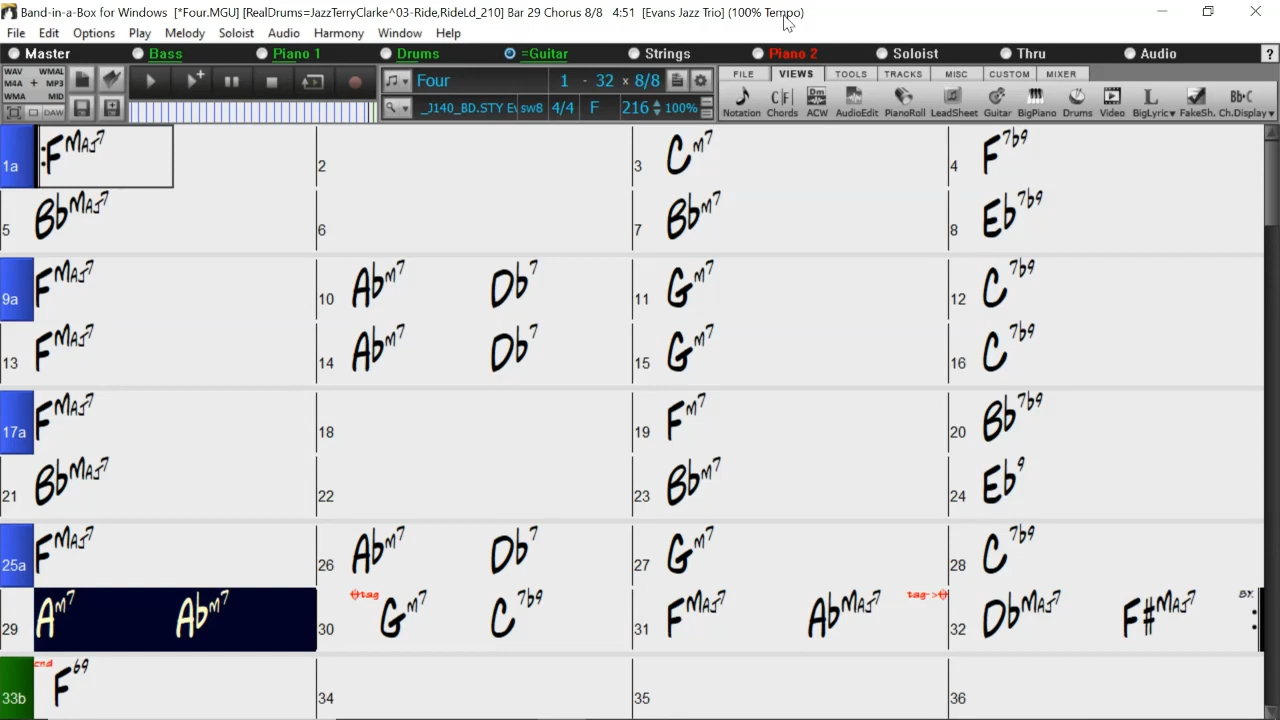 Band-in-a-Box for Windows [*Four.MGU] [RealDrums=JazzTerryClarke^03-Ride,RideLd_210] Bar 29 Chorus 8/8 4:51 [Evans Jazz Trio] (100% Tempo)
File Edit Options Play Melody Soloist Audio Harmony Window Help
Master Bass Piano 1 Drums =Guitar Strings Piano 2 Soloist Thru Audio ?
WAV WMAL
M4A + MP3
WMA MID
DAW
Four 1 - 32 x 8/8
_J140_BD.STY sw8 4/4 F 216 100%
FILE VIEWS TOOLS TRACKS MISC CUSTOM MIXER
C|F| Dm Bb•C
Notation Chords ACW AudioEdit PianoRoll LeadSheet Guitar BigPiano Drums Video BigLyric FakeSh. Ch.Display
1a FMAJ7 2 3 Cm7 4 F7b9
5 BbMAJ7 6 7 Bbm7 8 Eb7b9
9a FMAJ7 10 Abm7 Db7 11 Gm7 12 C7b9
13 FMAJ7 14 Abm7 Db7 15 Gm7 16 C7b9
17a FMAJ7 18 19 Fm7 20 Bb7b9
21 BbMAJ7 22 23 Bbm7 24 Eb9
25a FMAJ7 26 Abm7 Db7 27 Gm7 28 C7b9
tag tag-> 
29 Am7 Abm7 30 Gm7 C7b9 31 FMAJ7 AbMAJ7 32 DbMAJ7 F#MAJ7 8x
end
33b F69 34 35 36